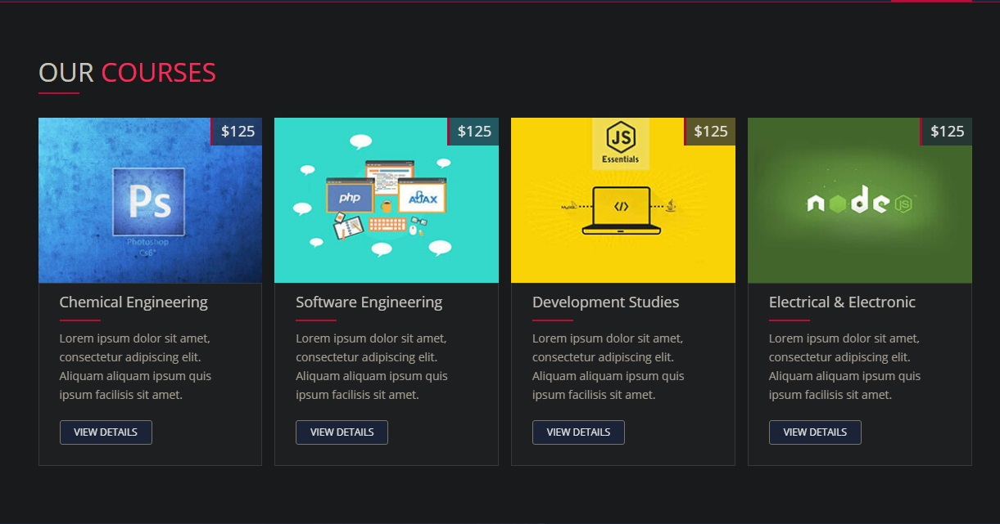 OUR COURSES
$125
Ps
Photoshop
Cs6
Chemical Engineering
Lorem ipsum dolor sit amet,
consectetur adipiscing elit.
Aliquam aliquam ipsum quis
ipsum facilisis sit amet.
VIEW DETAILS
$125
php
AJAX
Software Engineering
Lorem ipsum dolor sit amet,
consectetur adipiscing elit.
Aliquam aliquam ipsum quis
ipsum facilisis sit amet.
VIEW DETAILS
$125
JS
Essentials
MySQL
</>
Development Studies
Lorem ipsum dolor sit amet,
consectetur adipiscing elit.
Aliquam aliquam ipsum quis
ipsum facilisis sit amet.
VIEW DETAILS
$125
node JS
Electrical & Electronic
Lorem ipsum dolor sit amet,
consectetur adipiscing elit.
Aliquam aliquam ipsum quis
ipsum facilisis sit amet.
VIEW DETAILS